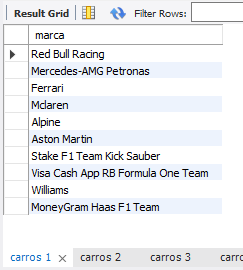 Result Grid Filter Rows:
marca
Red Bull Racing
Mercedes-AMG Petronas
Ferrari
Mclaren
Alpine
Aston Martin
Stake F1 Team Kick Sauber
Visa Cash App RB Formula One Team
Williams
MoneyGram Haas F1 Team
carros 1 × carros 2 carros 3 carros